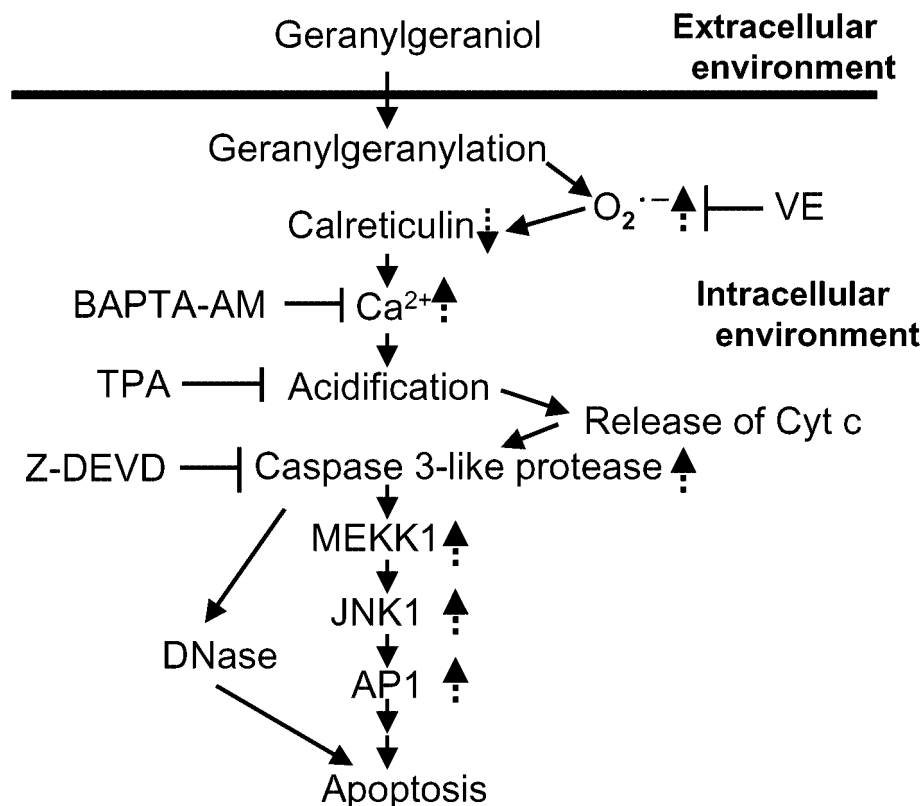 Geranylgeraniol
Extracellular
environment
Geranylgeranylation
O₂·− VE
Calreticulin
BAPTA-AM Ca²⁺
Intracellular
environment
TPA Acidification
Release of Cyt c
Z-DEVD Caspase 3-like protease
MEKK1
JNK1
DNase
AP1
Apoptosis